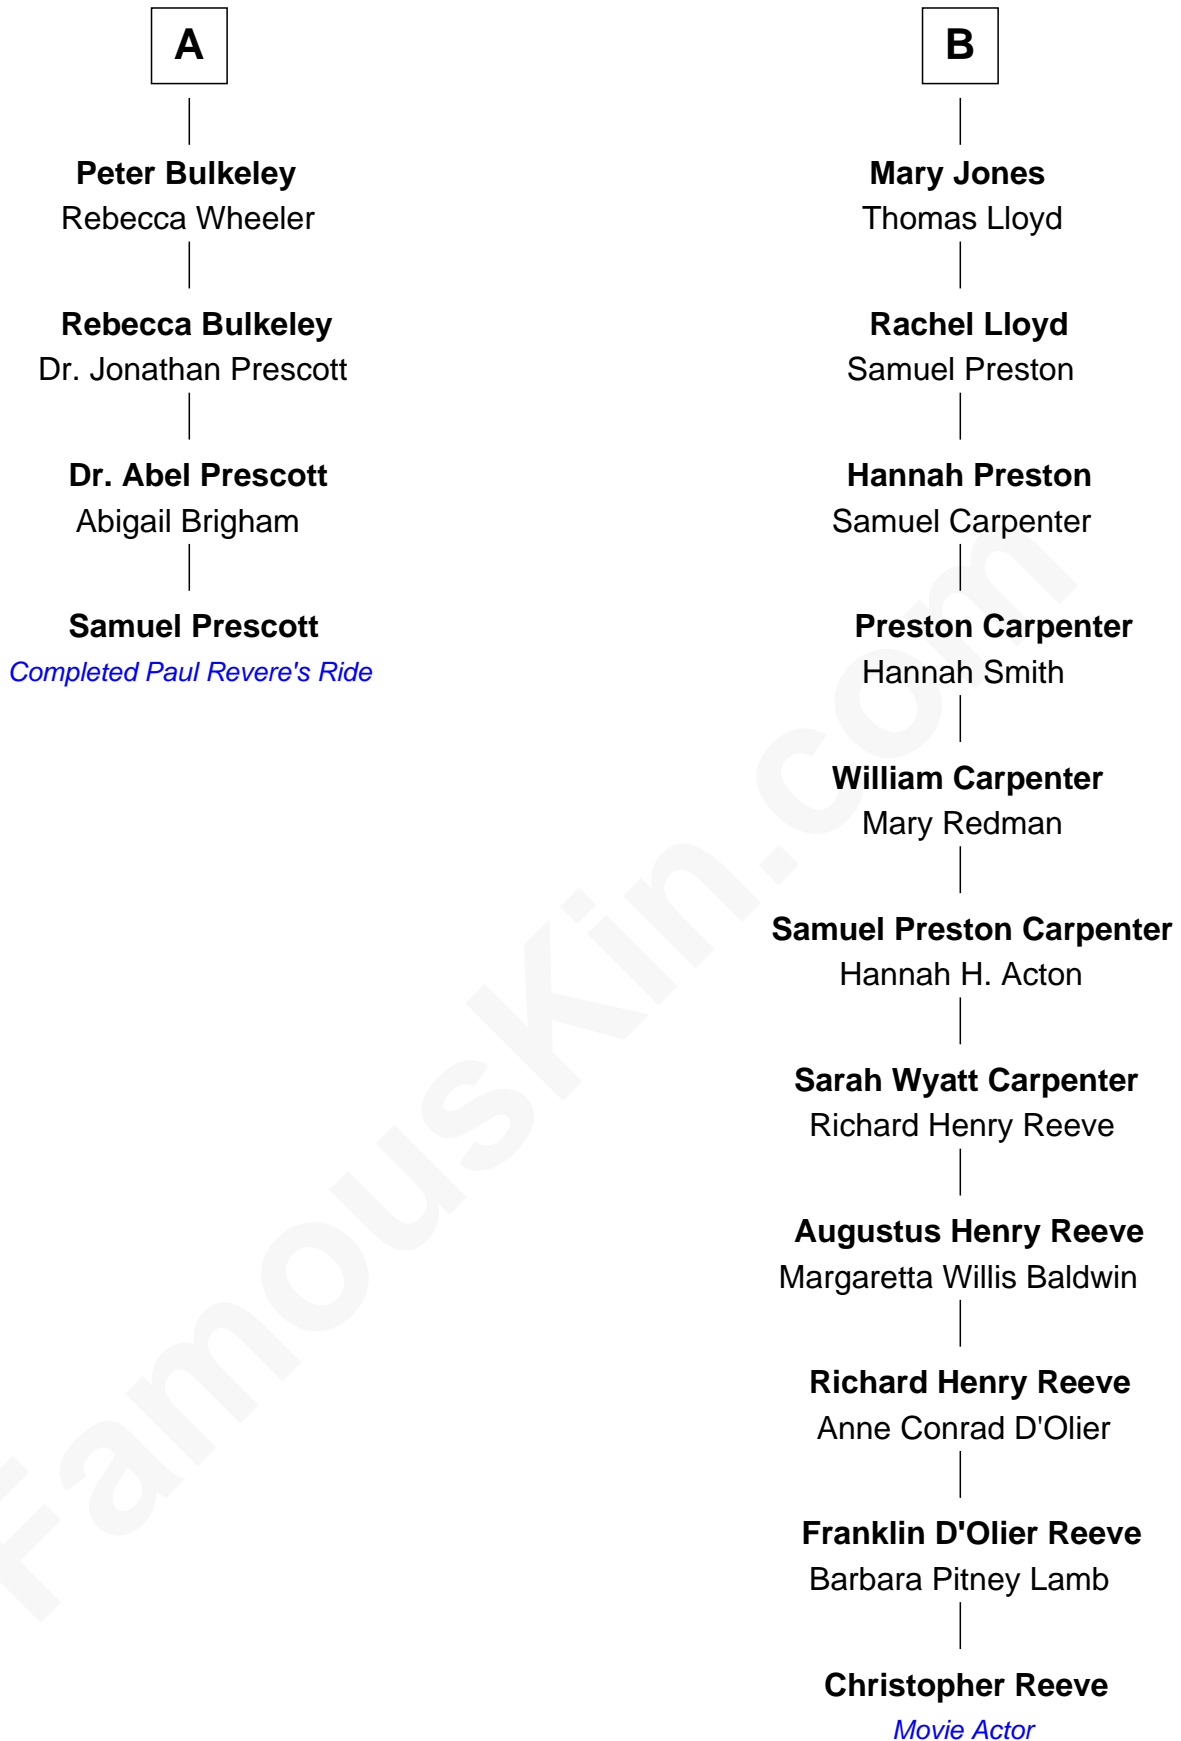 A
Peter Bulkeley
Rebecca Wheeler
Rebecca Bulkeley
Dr. Jonathan Prescott
Dr. Abel Prescott
Abigail Brigham
Samuel Prescott
Completed Paul Revere's Ride
B
Mary Jones
Thomas Lloyd
Rachel Lloyd
Samuel Preston
Hannah Preston
Samuel Carpenter
Preston Carpenter
Hannah Smith
William Carpenter
Mary Redman
Samuel Preston Carpenter
Hannah H. Acton
Sarah Wyatt Carpenter
Richard Henry Reeve
Augustus Henry Reeve
Margaretta Willis Baldwin
Richard Henry Reeve
Anne Conrad D'Olier
Franklin D'Olier Reeve
Barbara Pitney Lamb
Christopher Reeve
Movie Actor
FamousKin.com